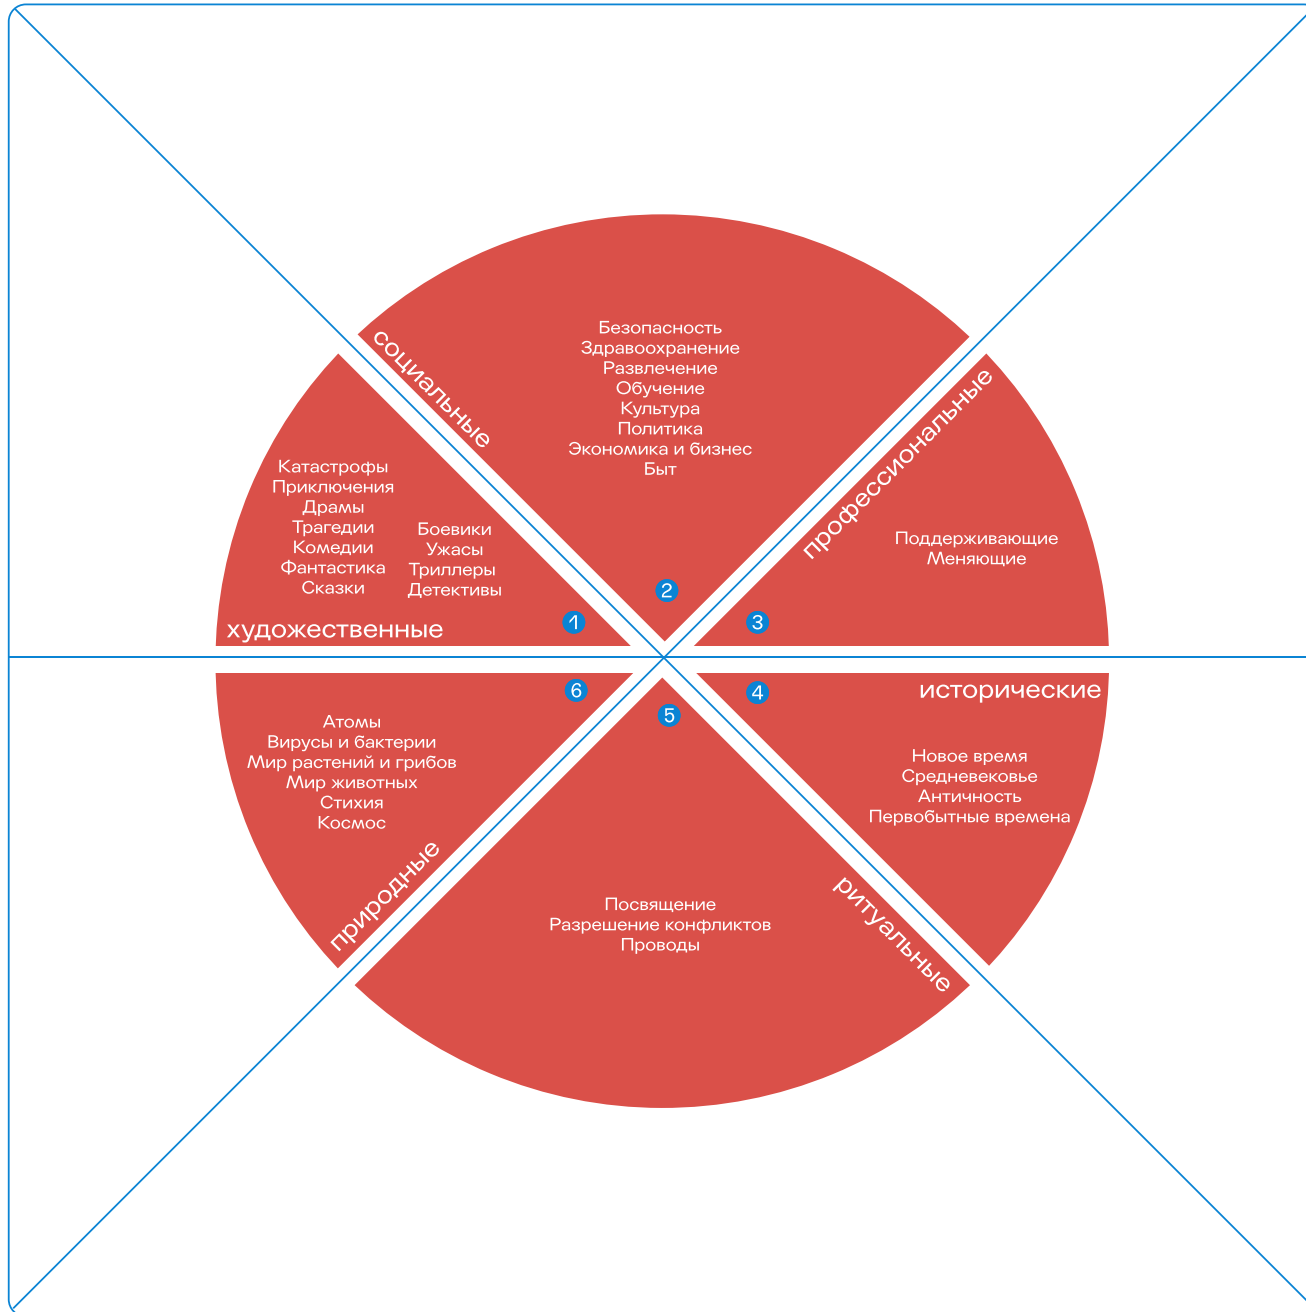 художественные
Катастрофы
Приключения
Драмы
Трагедии
Комедии
Фантастика
Сказки
Боевики
Ужасы
Триллеры
Детективы
1
социальные
Безопасность
Здравоохранение
Развлечение
Обучение
Культура
Политика
Экономика и бизнес
Быт
2
профессиональные
Поддерживающие
Меняющие
3
4
исторические
Новое время
Средневековье
Античность
Первобытные времена
5
ритуальные
Посвящение
Разрешение конфликтов
Проводы
6
Атомы
Вирусы и бактерии
Мир растений и грибов
Мир животных
Стихия
Космос
природные